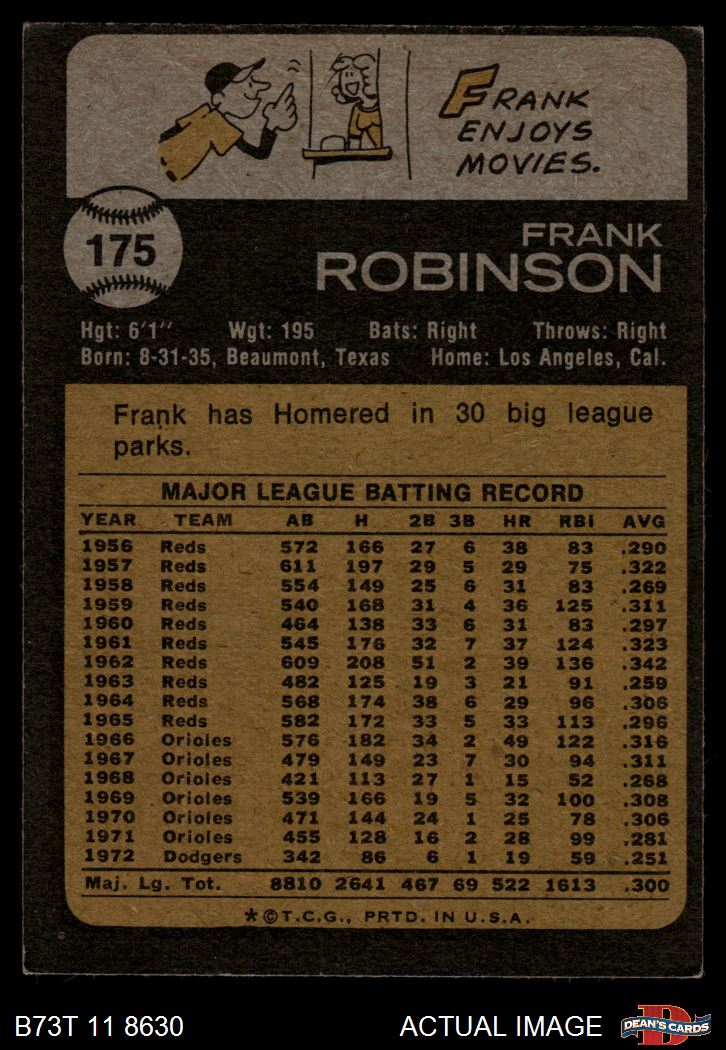 FRANK
ENJOYS
MOVIES.
175
FRANK
ROBINSON
Hgt: 6'1" Wgt: 195 Bats: Right Throws: Right
Born: 8-31-35, Beaumont, Texas Home: Los Angeles, Cal.
Frank has Homered in 30 big league
parks.
MAJOR LEAGUE BATTING RECORD
YEAR TEAM AB H 2B 3B HR RBI AVG
1956 Reds 572 166 27 6 38 83 .290
1957 Reds 611 197 29 5 29 75 .322
1958 Reds 554 149 25 6 31 83 .269
1959 Reds 540 168 31 4 36 125 .311
1960 Reds 464 138 33 6 31 83 .297
1961 Reds 545 176 32 7 37 124 .323
1962 Reds 609 208 51 2 39 136 .342
1963 Reds 482 125 19 3 21 91 .259
1964 Reds 568 174 38 6 29 96 .306
1965 Reds 582 172 33 5 33 113 .296
1966 Orioles 576 182 34 2 49 122 .316
1967 Orioles 479 149 23 7 30 94 .311
1968 Orioles 421 113 27 1 15 52 .268
1969 Orioles 539 166 19 5 32 100 .308
1970 Orioles 471 144 24 1 25 78 .306
1971 Orioles 455 128 16 2 28 99 .281
1972 Dodgers 342 86 6 1 19 59 .251
Maj. Lg. Tot. 8810 2641 467 69 522 1613 .300
*©T.C.G., PRTD. IN U.S.A.
B73T 11 8630 ACTUAL IMAGE D DEAN'S CARDS